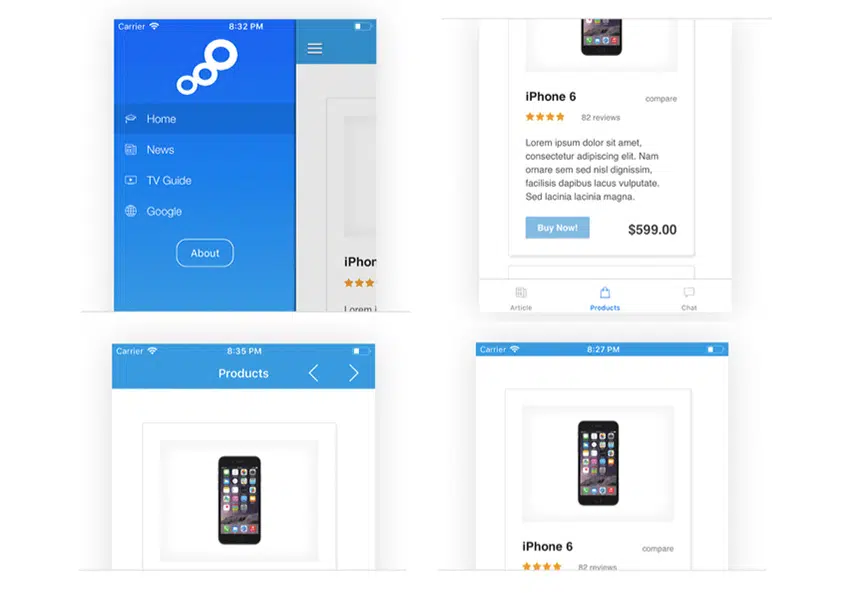 Carrier 8:32 PM
Home
News
TV Guide
Google
About
iPhon
Lorem i
iPhone 6 compare
82 reviews
Lorem ipsum dolor sit amet,
consectetur adipiscing elit. Nam
ornare sem sed nisl dignissim,
facilisis dapibus lacus vulputate.
Sed lacinia lacinia magna.
Buy Now! $599.00
Article Products Chat
Carrier 8:35 PM
Products
Carrier 8:27 PM
iPhone 6 compare
82 reviews